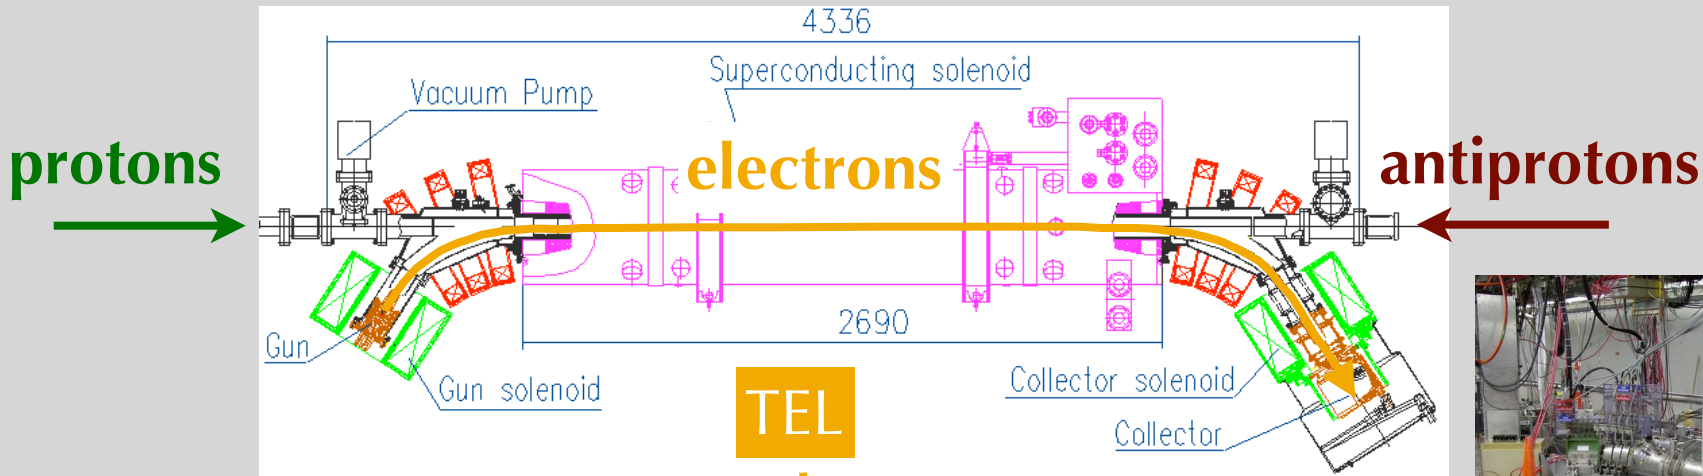 4336
Superconducting solenoid
Vacuum Pump
protons
electrons
antiprotons
2690
Gun
Gun solenoid
Collector solenoid
TEL
Collector